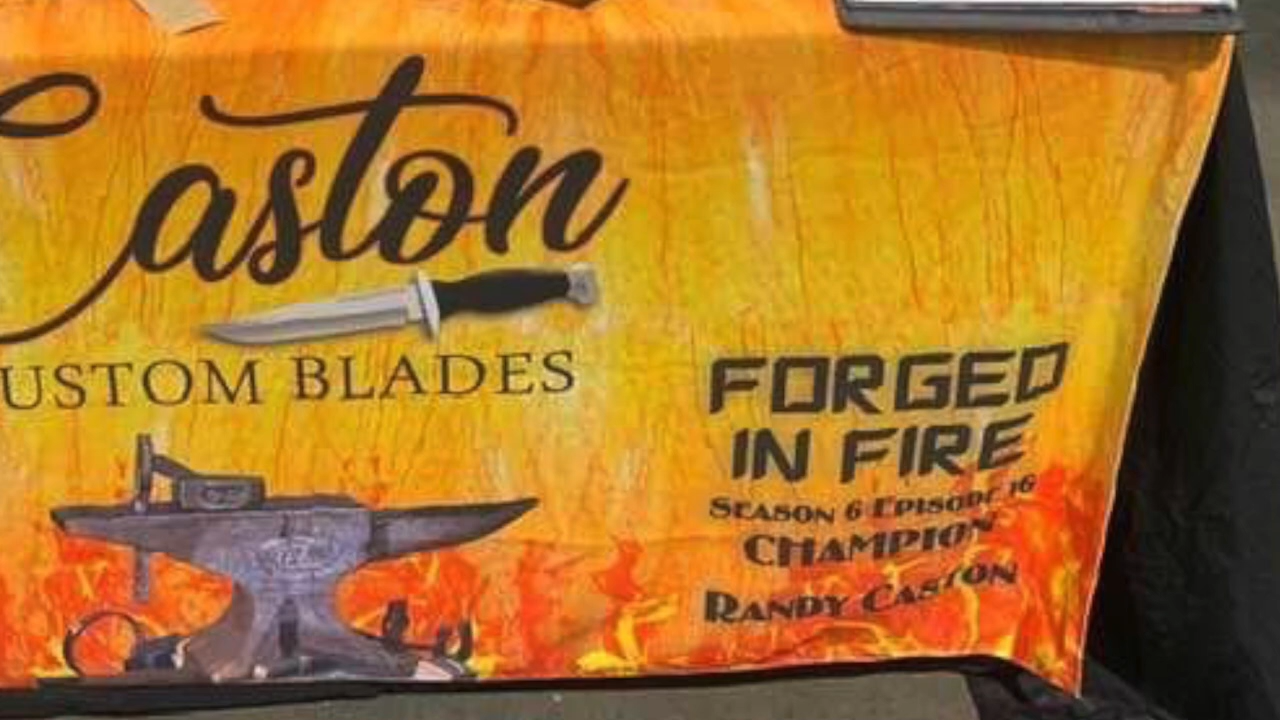 Caston
USTOM BLADES
FORGED
IN FIRE
SEASON 6 EPISODE 16
CHAMPION
RANDY CASTON